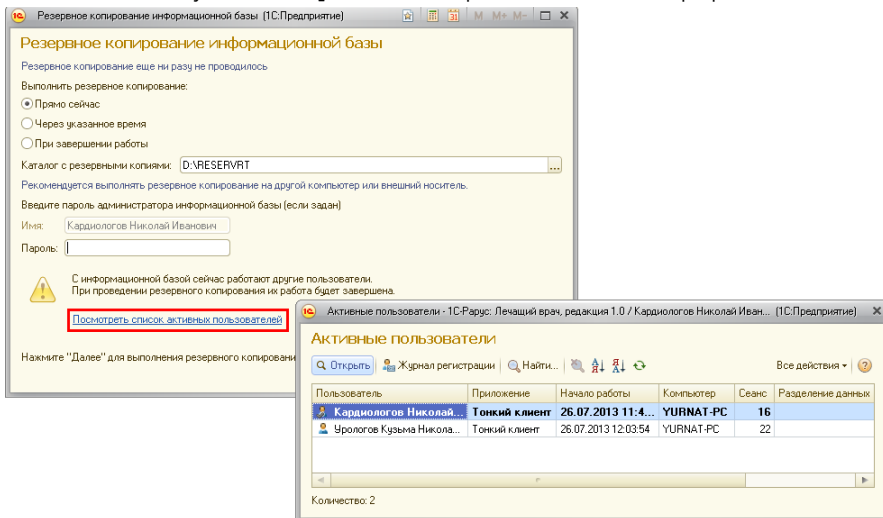 Резервное копирование информационной базы (1С:Предприятие)
M M+ M-
Резервное копирование информационной базы
Резервное копирование еще ни разу не проводилось
Выполнить резервное копирование:
Прямо сейчас
Через указанное время
При завершении работы
Каталог с резервными копиями: D:\RESERVRT ...
Рекомендуется выполнять резервное копирование на другой компьютер или внешний носитель.
Введите пароль администратора информационной базы (если задан)
Имя: Кардиологов Николай Иванович
Пароль:
С информационной базой сейчас работают другие пользователи.
При проведении резервного копирования их работа будет завершена.
Посмотреть список активных пользователей
Нажмите "Далее" для выполнения резервного копировани
Активные пользователи - 1С-Рарус: Лечащий врач, редакция 1.0 / Кардиологов Николай Иван... (1С:Предприятие)
Активные пользователи
Открыть Журнал регистрации Найти... Все действия
Пользователь Приложение Начало работы Компьютер Сеанс Разделение данных
Кардиологов Николай... Тонкий клиент 26.07.2013 11:4... YURNAT-PC 16
Урологов Кузьма Никола... Тонкий клиент 26.07.2013 12:03:54 YURNAT-PC 22
Количество: 2